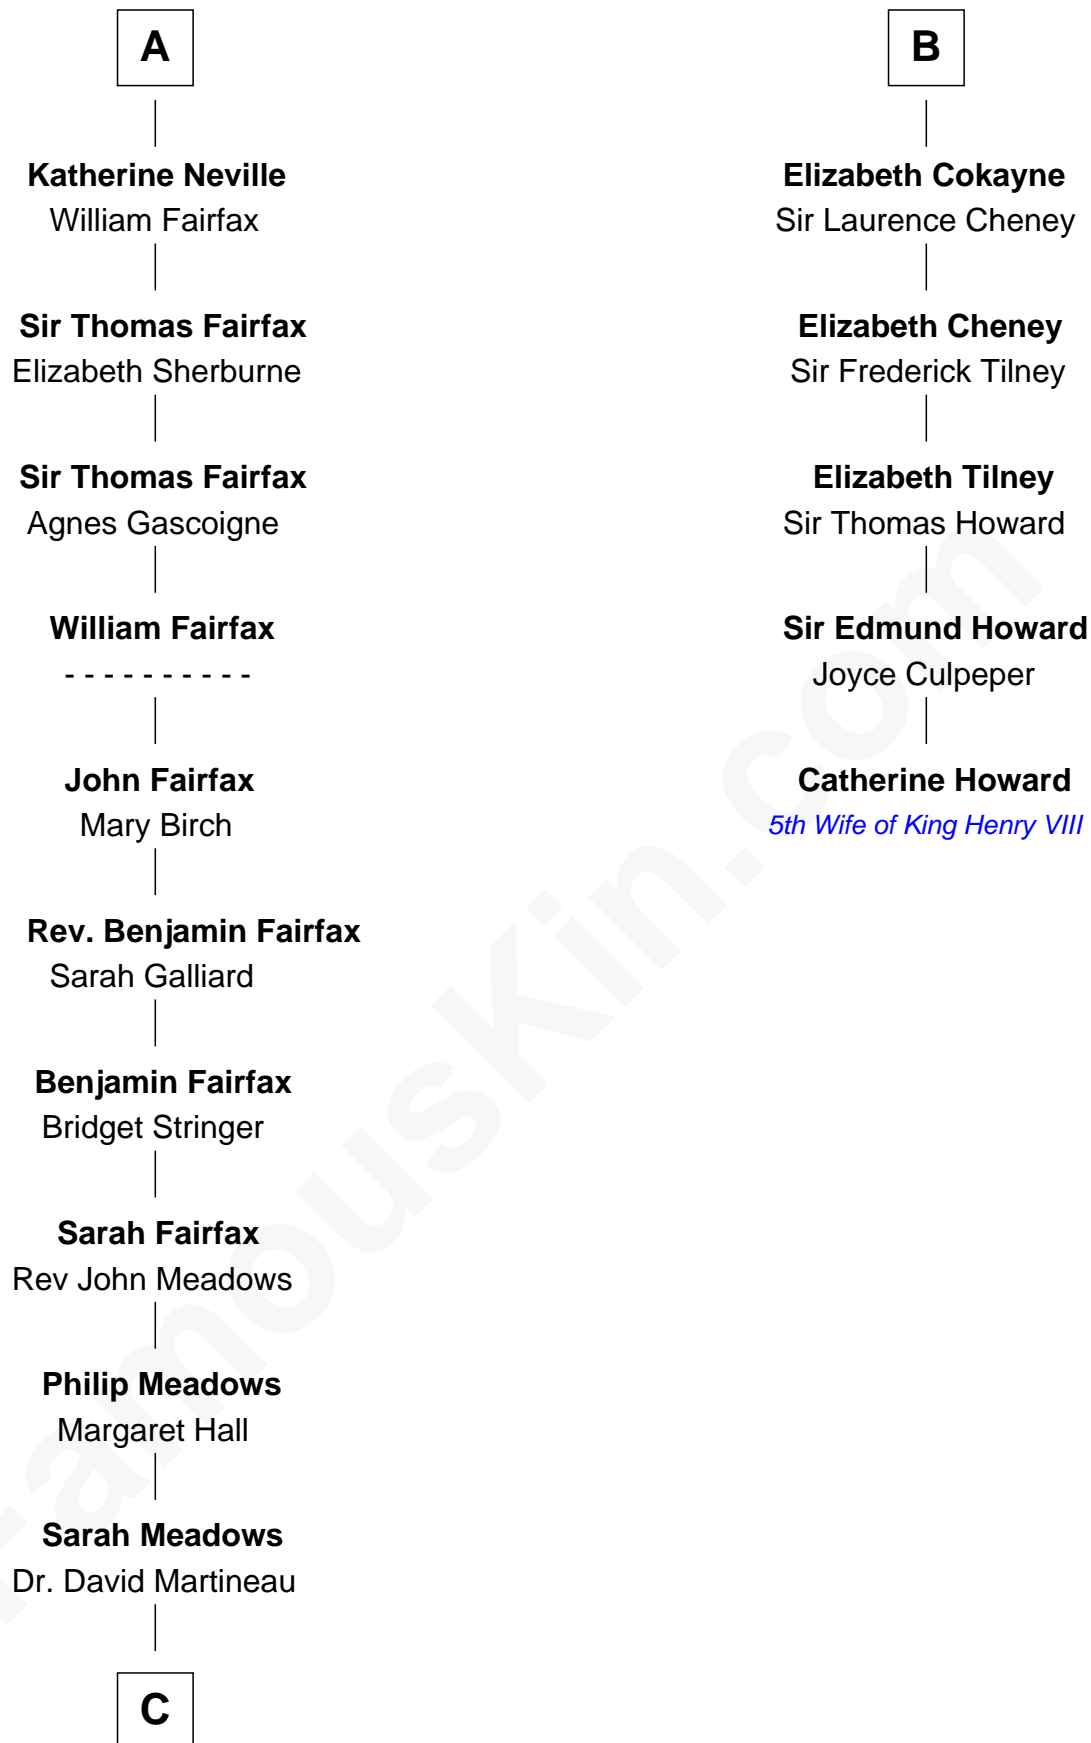 A
Katherine Neville
William Fairfax
Sir Thomas Fairfax
Elizabeth Sherburne
Sir Thomas Fairfax
Agnes Gascoigne
William Fairfax
- - - - - - - - - -
John Fairfax
Mary Birch
Rev. Benjamin Fairfax
Sarah Galliard
Benjamin Fairfax
Bridget Stringer
Sarah Fairfax
Rev John Meadows
Philip Meadows
Margaret Hall
Sarah Meadows
Dr. David Martineau
C
B
Elizabeth Cokayne
Sir Laurence Cheney
Elizabeth Cheney
Sir Frederick Tilney
Elizabeth Tilney
Sir Thomas Howard
Sir Edmund Howard
Joyce Culpeper
Catherine Howard
5th Wife of King Henry VIII
FamousKin.com